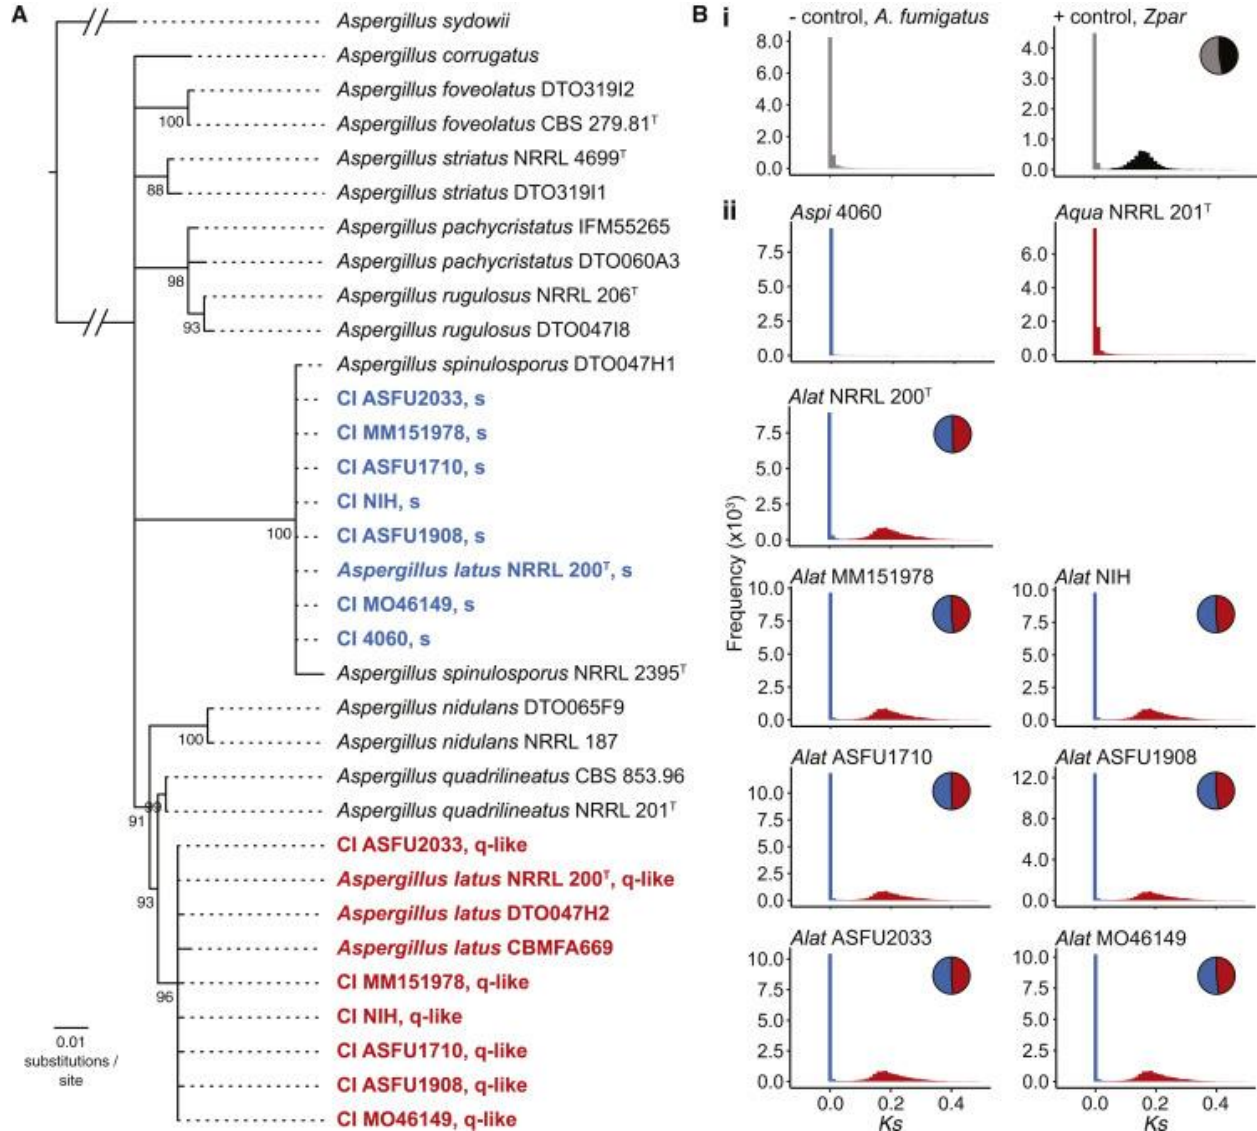 A
Aspergillus sydowii
Aspergillus corrugatus
Aspergillus foveolatus DTO319I2
100
Aspergillus foveolatus CBS 279.81ᵀ
Aspergillus striatus NRRL 4699ᵀ
88
Aspergillus striatus DTO319I1
Aspergillus pachycristatus IFM55265
98
Aspergillus pachycristatus DTO060A3
Aspergillus rugulosus NRRL 206ᵀ
93
Aspergillus rugulosus DTO047I8
Aspergillus spinulosporus DTO047H1
CI ASFU2033, s
CI MM151978, s
CI ASFU1710, s
CI NIH, s
100
CI ASFU1908, s
Aspergillus latus NRRL 200ᵀ, s
CI MO46149, s
CI 4060, s
Aspergillus spinulosporus NRRL 2395ᵀ
Aspergillus nidulans DTO065F9
100
Aspergillus nidulans NRRL 187
Aspergillus quadrilineatus CBS 853.96
99
91
Aspergillus quadrilineatus NRRL 201ᵀ
CI ASFU2033, q-like
Aspergillus latus NRRL 200ᵀ, q-like
93
Aspergillus latus DTO047H2
Aspergillus latus CBMFA669
CI MM151978, q-like
96
CI NIH, q-like
CI ASFU1710, q-like
CI ASFU1908, q-like
CI MO46149, q-like
0.01
substitutions /
site
B
i
- control, A. fumigatus
8.0
6.0
4.0
2.0
0.0
+ control, Zpar
4.0
3.0
2.0
1.0
0.0
0.0 0.2 0.4
ii
Aspi 4060
7.5
5.0
2.5
0.0
Aqua NRRL 201ᵀ
6.0
4.0
2.0
0.0
Alat NRRL 200ᵀ
7.5
5.0
2.5
0.0
Frequency (x10³)
Alat MM151978
10.0
7.5
5.0
2.5
0.0
Alat NIH
10.0
7.5
5.0
2.5
0.0
Alat ASFU1710
10.0
7.5
5.0
2.5
0.0
Alat ASFU1908
12.0
8.0
4.0
0.0
Alat ASFU2033
10.0
7.5
5.0
2.5
0.0
0.0 0.2 0.4
Ks
Alat MO46149
10.0
7.5
5.0
2.5
0.0
0.0 0.2 0.4
Ks